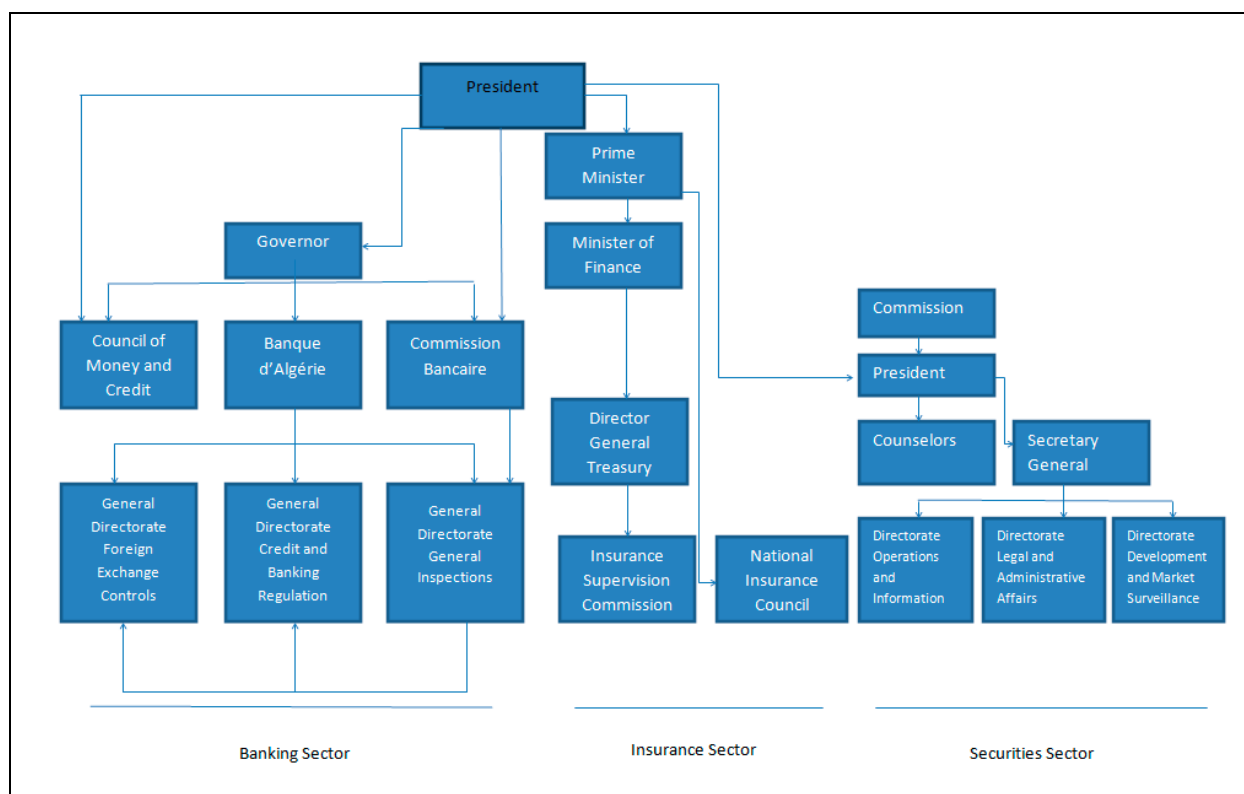 President
Prime
Minister
Governor
Minister of
Finance
Commission
Council of
Money and
Credit
Banque
d’Algérie
Commission
Bancaire
President
Director
General
Treasury
Counselors
Secretary
General
General
Directorate
Foreign
Exchange
Controls
General
Directorate
Credit and
Banking
Regulation
General
Directorate
General
Inspections
Insurance
Supervision
Commission
National
Insurance
Council
Directorate
Operations
and
Information
Directorate
Legal and
Administrative
Affairs
Directorate
Development
and Market
Surveillance
Banking Sector
Insurance Sector
Securities Sector